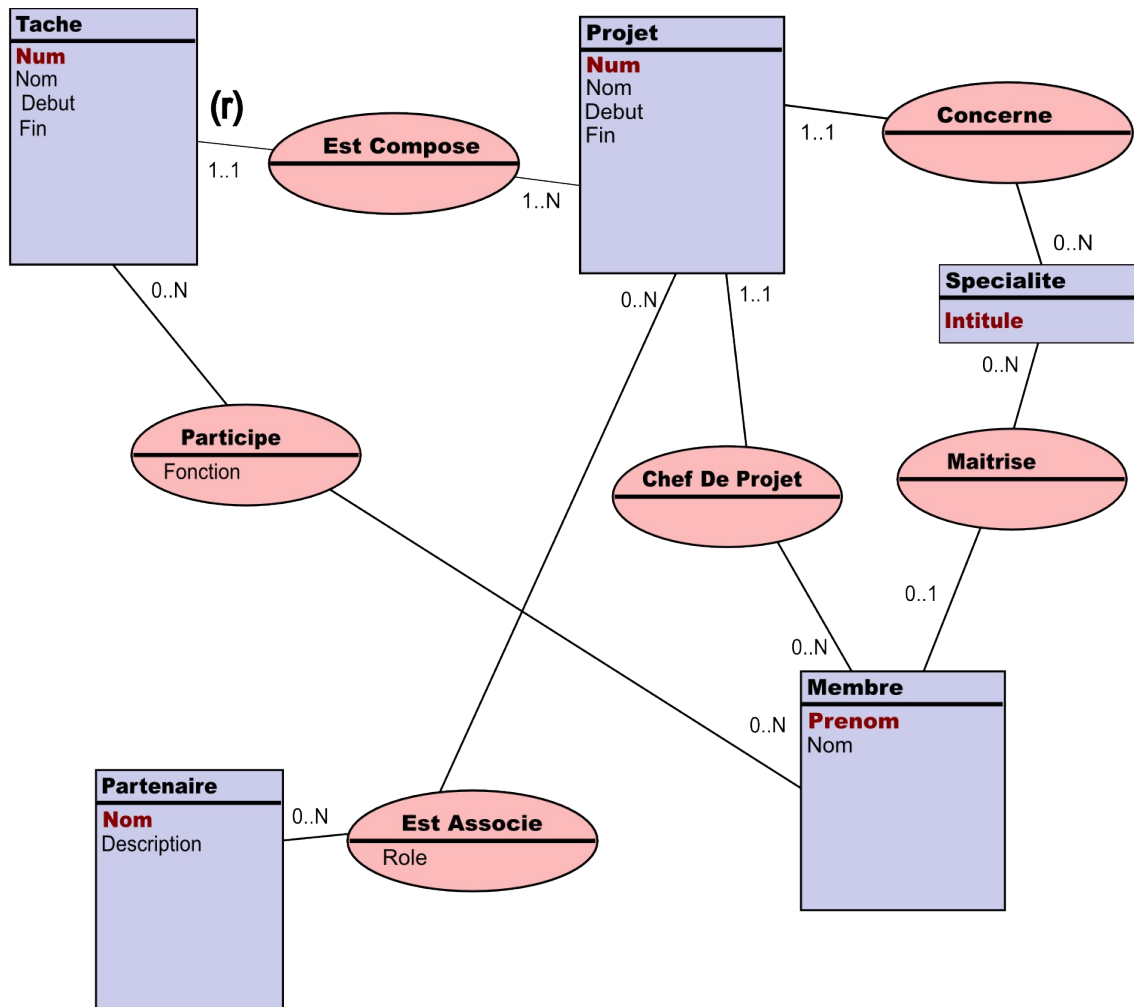 Tache
Num
Nom
Debut
Fin
(r)
1..1
Est Compose
1..N
Projet
Num
Nom
Debut
Fin
1..1
Concerne
0..N
Specialite
Intitule
0..N
0..N
1..1
0..N
Participe
Fonction
Chef De Projet
Maitrise
0..1
0..N
Membre
Prenom
Nom
0..N
Partenaire
Nom
Description
0..N
Est Associe
Role